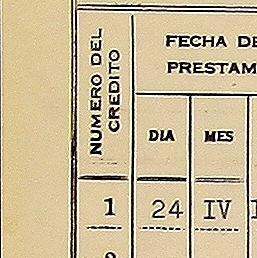 NUMERO DEL
CREDITO
FECHA DE
PRESTAM
DIA MES
1 24 IV